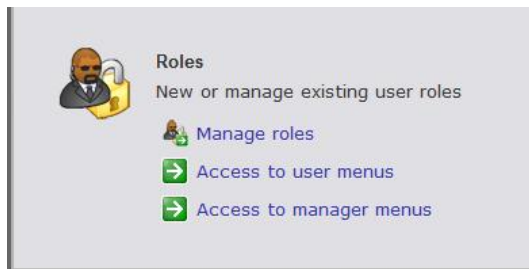 Roles
New or manage existing user roles
Manage roles
Access to user menus
Access to manager menus